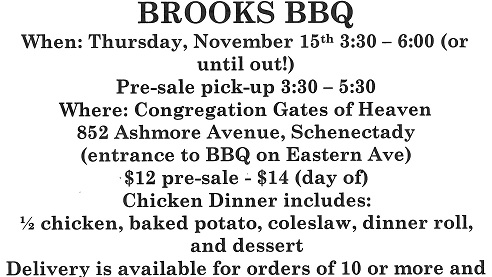 BROOKS BBQ
When: Thursday, November 15th 3:30 – 6:00 (or
until out!)
Pre-sale pick-up 3:30 – 5:30
Where: Congregation Gates of Heaven
852 Ashmore Avenue, Schenectady
(entrance to BBQ on Eastern Ave)
$12 pre-sale - $14 (day of)
Chicken Dinner includes:
½ chicken, baked potato, coleslaw, dinner roll,
and dessert
Delivery is available for orders of 10 or more and